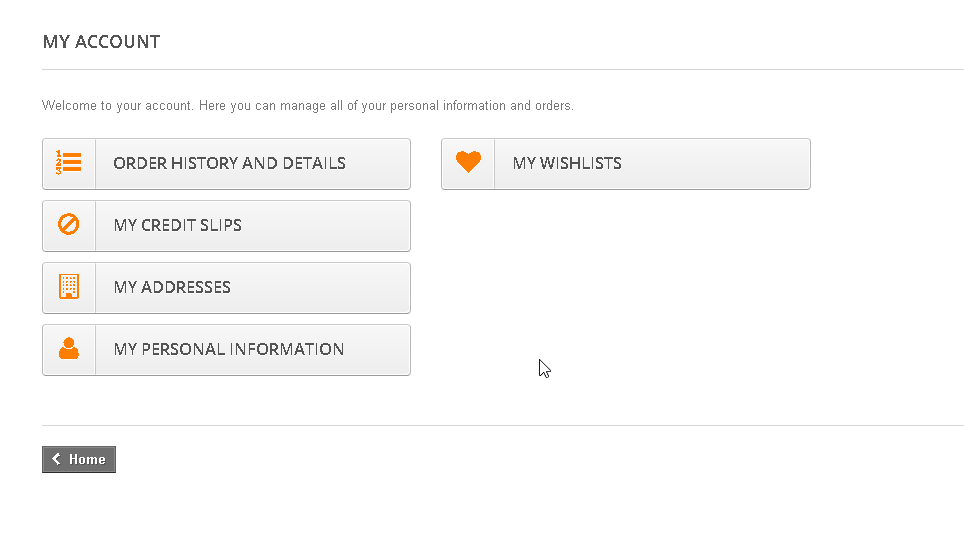 MY ACCOUNT
Welcome to your account. Here you can manage all of your personal information and orders.
ORDER HISTORY AND DETAILS
MY WISHLISTS
MY CREDIT SLIPS
MY ADDRESSES
MY PERSONAL INFORMATION
Home